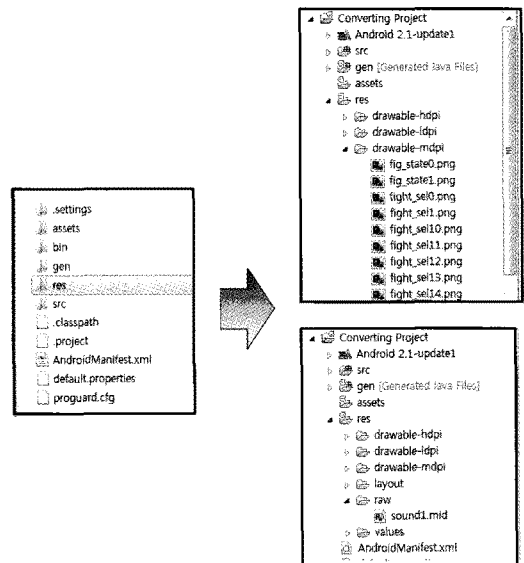 .settings
assets
bin
gen
res
src
.classpath
.project
AndroidManifest.xml
default.properties
proguard.cfg
Converting Project
Android 2.1-update1
src
gen [Generated Java Files]
assets
res
drawable-hdpi
drawable-ldpi
drawable-mdpi
fig_state0.png
fig_state1.png
fight_sel0.png
fight_sel1.png
fight_sel10.png
fight_sel11.png
fight_sel12.png
fight_sel13.png
fight_sel14.png
Converting Project
Android 2.1-update1
src
gen [Generated Java Files]
assets
res
drawable-hdpi
drawable-ldpi
drawable-mdpi
layout
raw
sound1.mid
values
AndroidManifest.xml